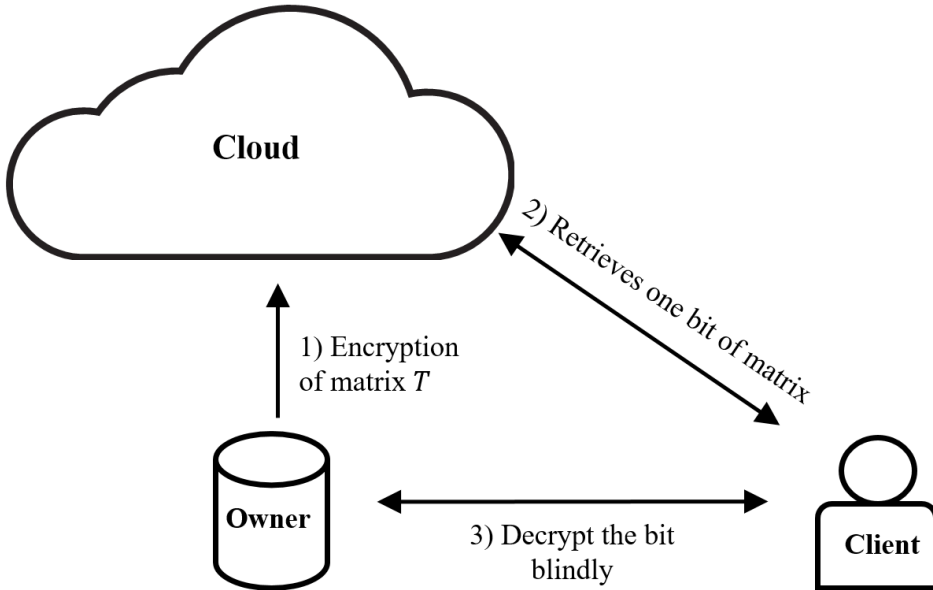 Cloud
2) Retrieves one bit of matrix
1) Encryption
of matrix T
Owner
3) Decrypt the bit
blindly
Client